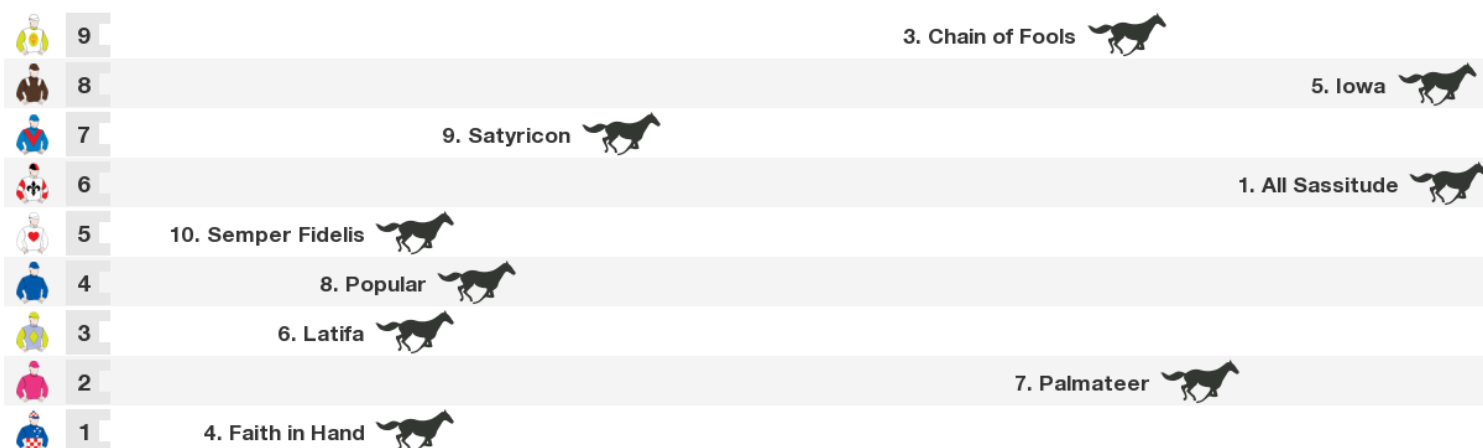 9 3. Chain of Fools
8 5. Iowa
7 9. Satyricon
6 1. All Sassitude
5 10. Semper Fidelis
4 8. Popular
3 6. Latifa
2 7. Palmateer
1 4. Faith in Hand